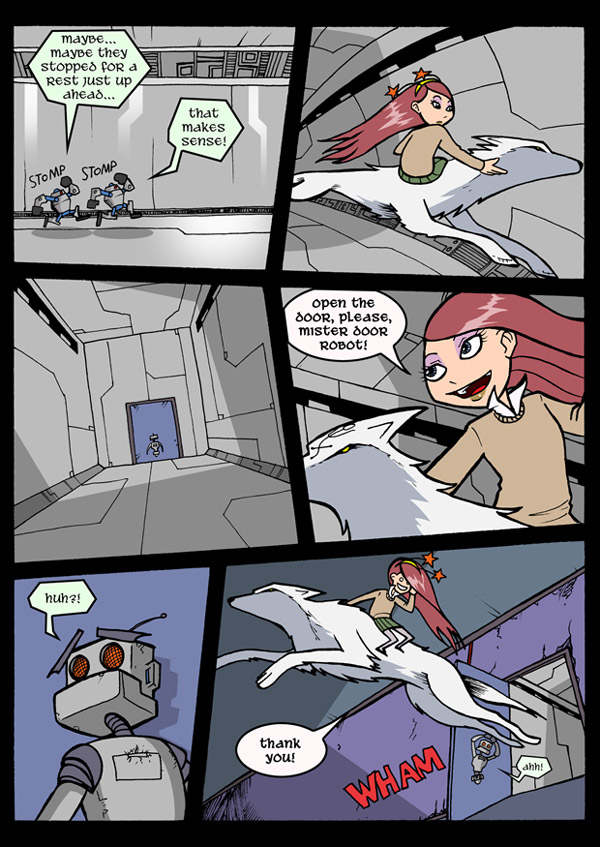 maybe...
maybe they
stopped for a
rest just up
ahead...
that
makes
sense!
STOMP STOMP
open the
door, please,
mister door
robot!
huh?!
thank
you!
WHAM
ahh!